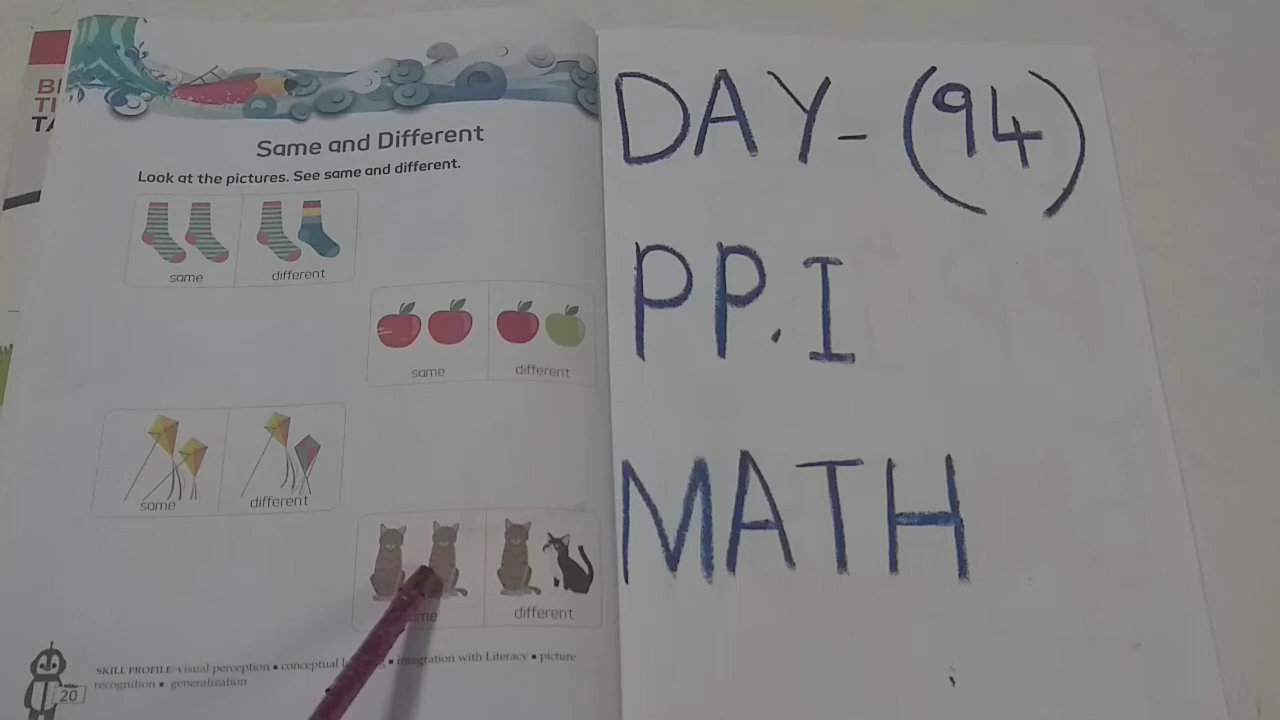 Same and Different
Look at the pictures. See same and different.
same
different
same
different
same
different
different
SKILL PROFILE: visual perception ▪ conceptual ▪ integration with Literacy ▪ picture
recognition ▪ generalization
20
DAY-(94)
PP.I
MATH